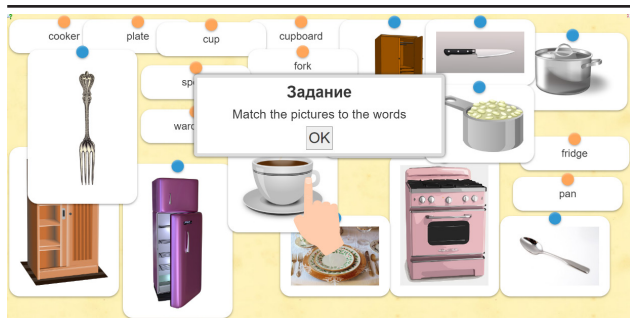 cooker
plate
cup
cupboard
fork
Задание
Match the pictures to the words
OK
fridge
pan